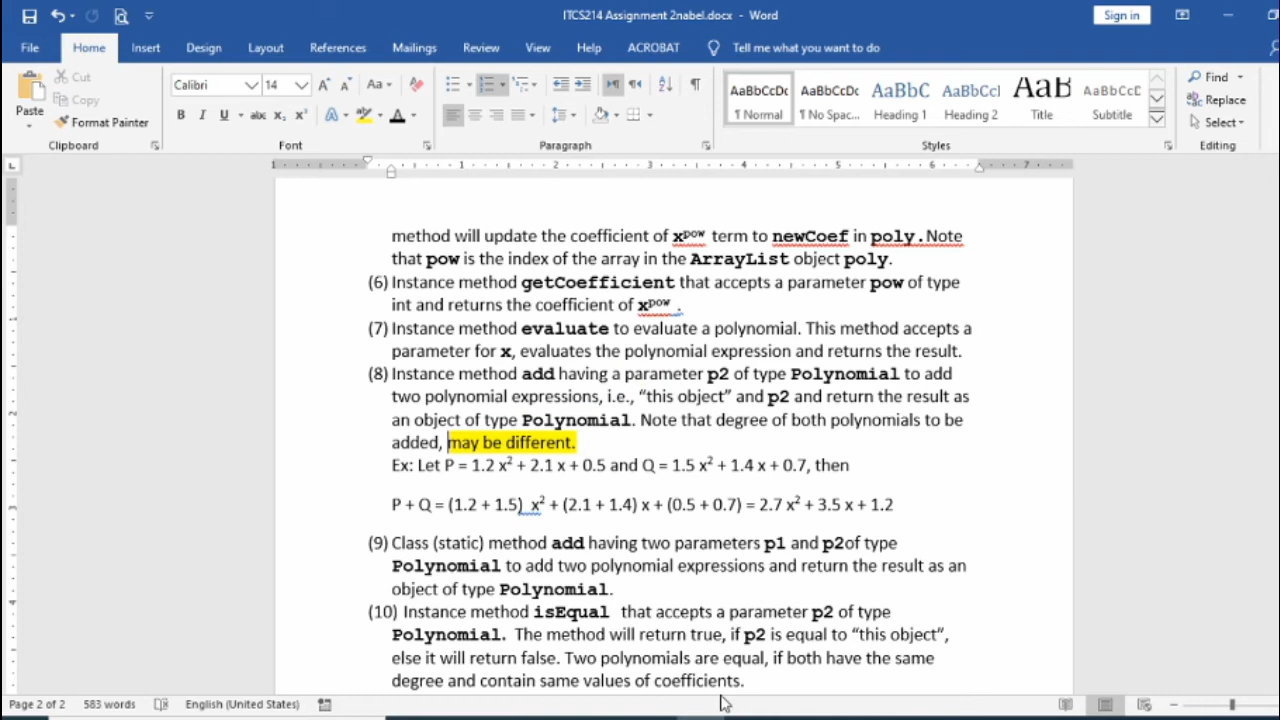 ITCS214 Assignment 2nabel.docx - Word
Sign in
File Home Insert Design Layout References Mailings Review View Help ACROBAT Tell me what you want to do
Paste
Cut
Copy
Format Painter
Calibri 14
Aa
B I U abc x₂ x²
AaBbCcDc AaBbCcDc AaBbC AaBbCcl AaB AaBbCcC
¶ Normal ¶ No Spac... Heading 1 Heading 2 Title Subtitle
Find
Replace
Select
Clipboard Font Paragraph Styles Editing
1 1 2 3 4 5 6 7
method will update the coefficient of xᵖᵒʷ term to newCoef in poly.Note
that pow is the index of the array in the ArrayList object poly.
(6) Instance method getCoefficient that accepts a parameter pow of type
int and returns the coefficient of xᵖᵒʷ .
(7) Instance method evaluate to evaluate a polynomial. This method accepts a
parameter for x, evaluates the polynomial expression and returns the result.
(8) Instance method add having a parameter p2 of type Polynomial to add
two polynomial expressions, i.e., “this object” and p2 and return the result as
an object of type Polynomial. Note that degree of both polynomials to be
added, may be different.
Ex: Let P = 1.2 x² + 2.1 x + 0.5 and Q = 1.5 x² + 1.4 x + 0.7, then
P + Q = (1.2 + 1.5) x² + (2.1 + 1.4) x + (0.5 + 0.7) = 2.7 x² + 3.5 x + 1.2
(9) Class (static) method add having two parameters p1 and p2of type
Polynomial to add two polynomial expressions and return the result as an
object of type Polynomial.
(10) Instance method isEqual that accepts a parameter p2 of type
Polynomial. The method will return true, if p2 is equal to “this object”,
else it will return false. Two polynomials are equal, if both have the same
degree and contain same values of coefficients.
Page 2 of 2 583 words English (United States)